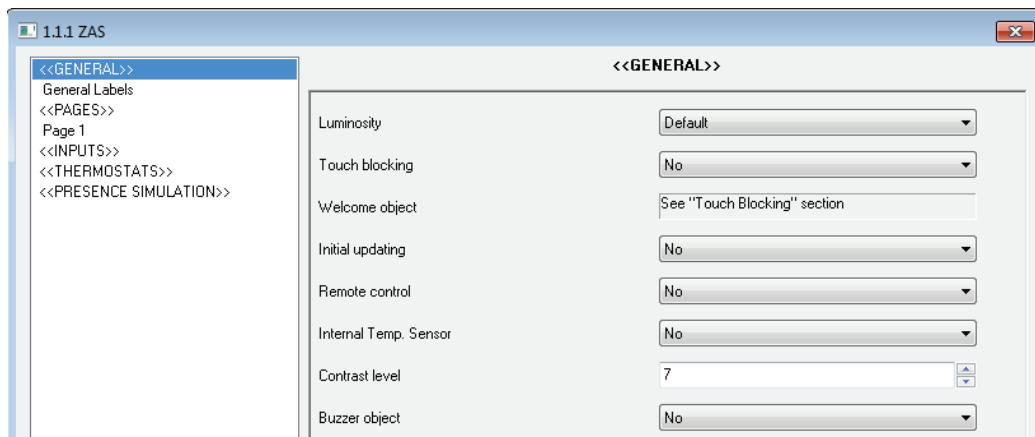 1.1.1 ZAS
<<GENERAL>>
General Labels
<<PAGES>>
Page 1
<<INPUTS>>
<<THERMOSTATS>>
<<PRESENCE SIMULATION>>
<<GENERAL>>
Luminosity Default
Touch blocking No
Welcome object See "Touch Blocking" section
Initial updating No
Remote control No
Internal Temp. Sensor No
Contrast level 7
Buzzer object No